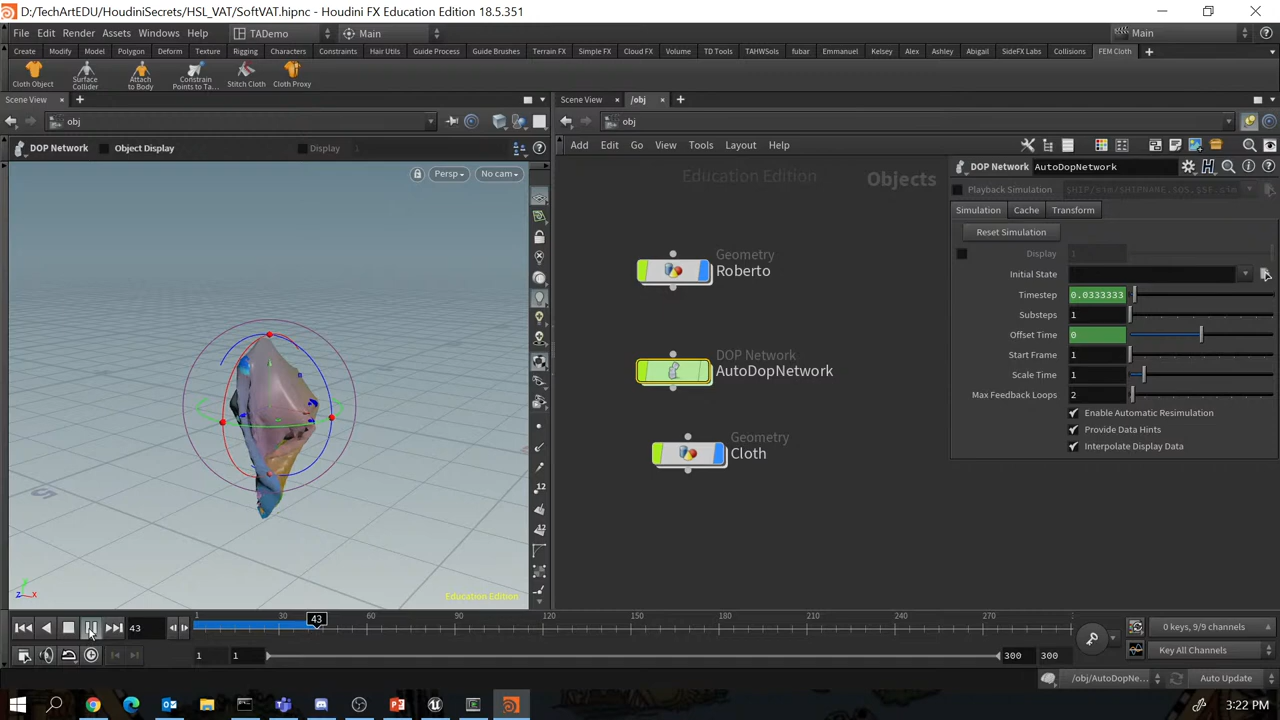 D:/TechArtEDU/HoudiniSecrets/HSL_VAT/SoftVAT.hipnc - Houdini FX Education Edition 18.5.351
File Edit Render Assets Windows Help TADemo Main Main
Create Modify Model Polygon Deform Texture Rigging Characters Constraints Hair Utils Guide Process Guide Brushes Terrain FX Simple FX Cloud FX Volume TD Tools TAHWSols fubar Emmanuel Kelsey Alex Ashley Abigail SideFX Labs Collisions FEM Cloth
Cloth Object Surface Collider Attach to Body Constrain Points to Ta... Stitch Cloth Cloth Proxy
Scene View Scene View /obj
obj obj
DOP Network Object Display Display 1
Add Edit Go View Tools Layout Help
DOP Network AutoDopNetwork
Persp No cam
Education Edition Objects
Playback Simulation
Simulation Cache Transform
Reset Simulation
Display 1
Initial State
Timestep 0.0333333
Substeps 1
Offset Time 0
Start Frame 1
Scale Time 1
Max Feedback Loops 2
Enable Automatic Resimulation
Provide Data Hints
Interpolate Display Data
Geometry
Roberto
DOP Network
AutoDopNetwork
Geometry
Cloth
12
12
5
z x
Education Edition
43 1 30 43 60 90 120 150 180 210 240 270
0 keys, 9/9 channels
1 1 300 300 Key All Channels
/obj/AutoDopNe... Auto Update
3:22 PM